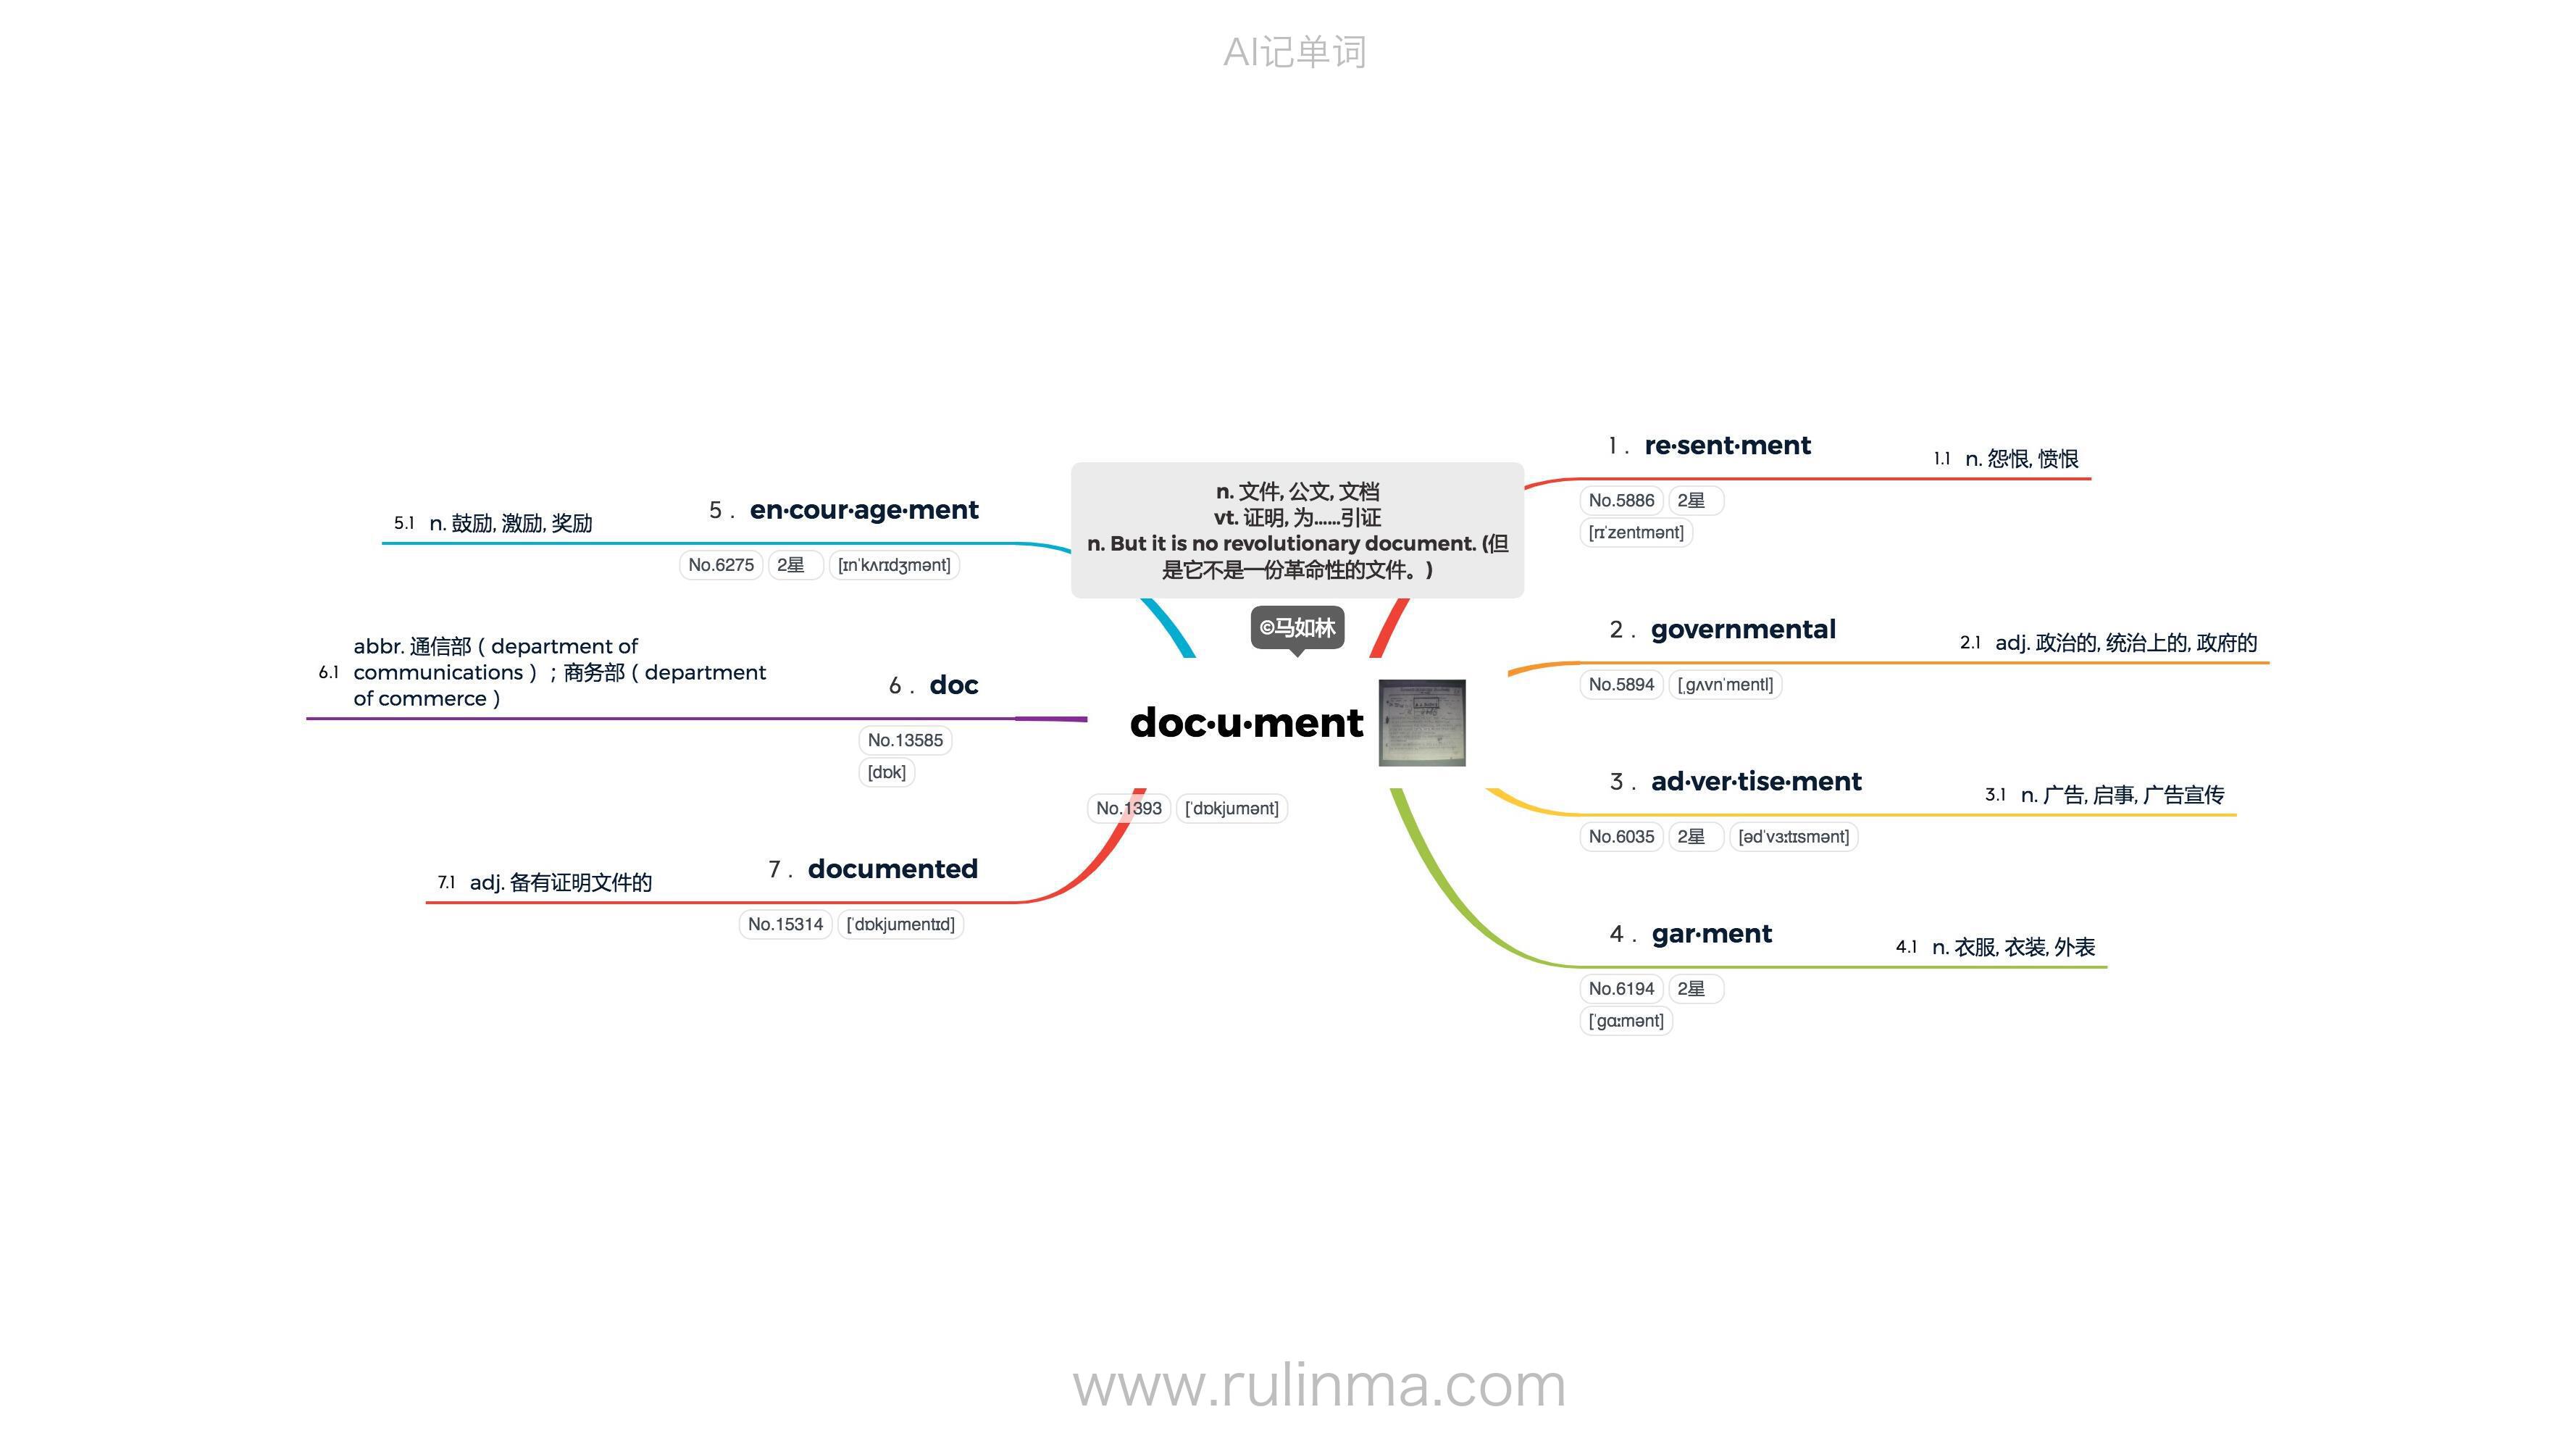 AI记单词
n. 文件, 公文, 文档
vt. 证明, 为……引证
n. But it is no revolutionary document. (但
是它不是一份革命性的文件。)
©马如林
doc·u·ment
No.1393 [ˈdɒkjumənt]
1. re·sent·ment
1.1 n. 怨恨, 愤恨
No.5886 2星
[rɪˈzentmənt]
2. governmental
2.1 adj. 政治的, 统治上的, 政府的
No.5894 [ˌgʌvnˈmentl]
3. ad·ver·tise·ment
3.1 n. 广告, 启事, 广告宣传
No.6035 2星 [ədˈvɜːtɪsmənt]
4. gar·ment
4.1 n. 衣服, 衣装, 外表
No.6194 2星
[ˈgɑːmənt]
5. en·cour·age·ment
5.1 n. 鼓励, 激励, 奖励
No.6275 2星 [ɪnˈkʌrɪdʒmənt]
6. doc
6.1 abbr. 通信部 ( department of
communications ) ; 商务部 ( department
of commerce )
No.13585
[dɒk]
7. documented
7.1 adj. 备有证明文件的
No.15314 [ˈdɒkjumentɪd]
www.rulinma.com